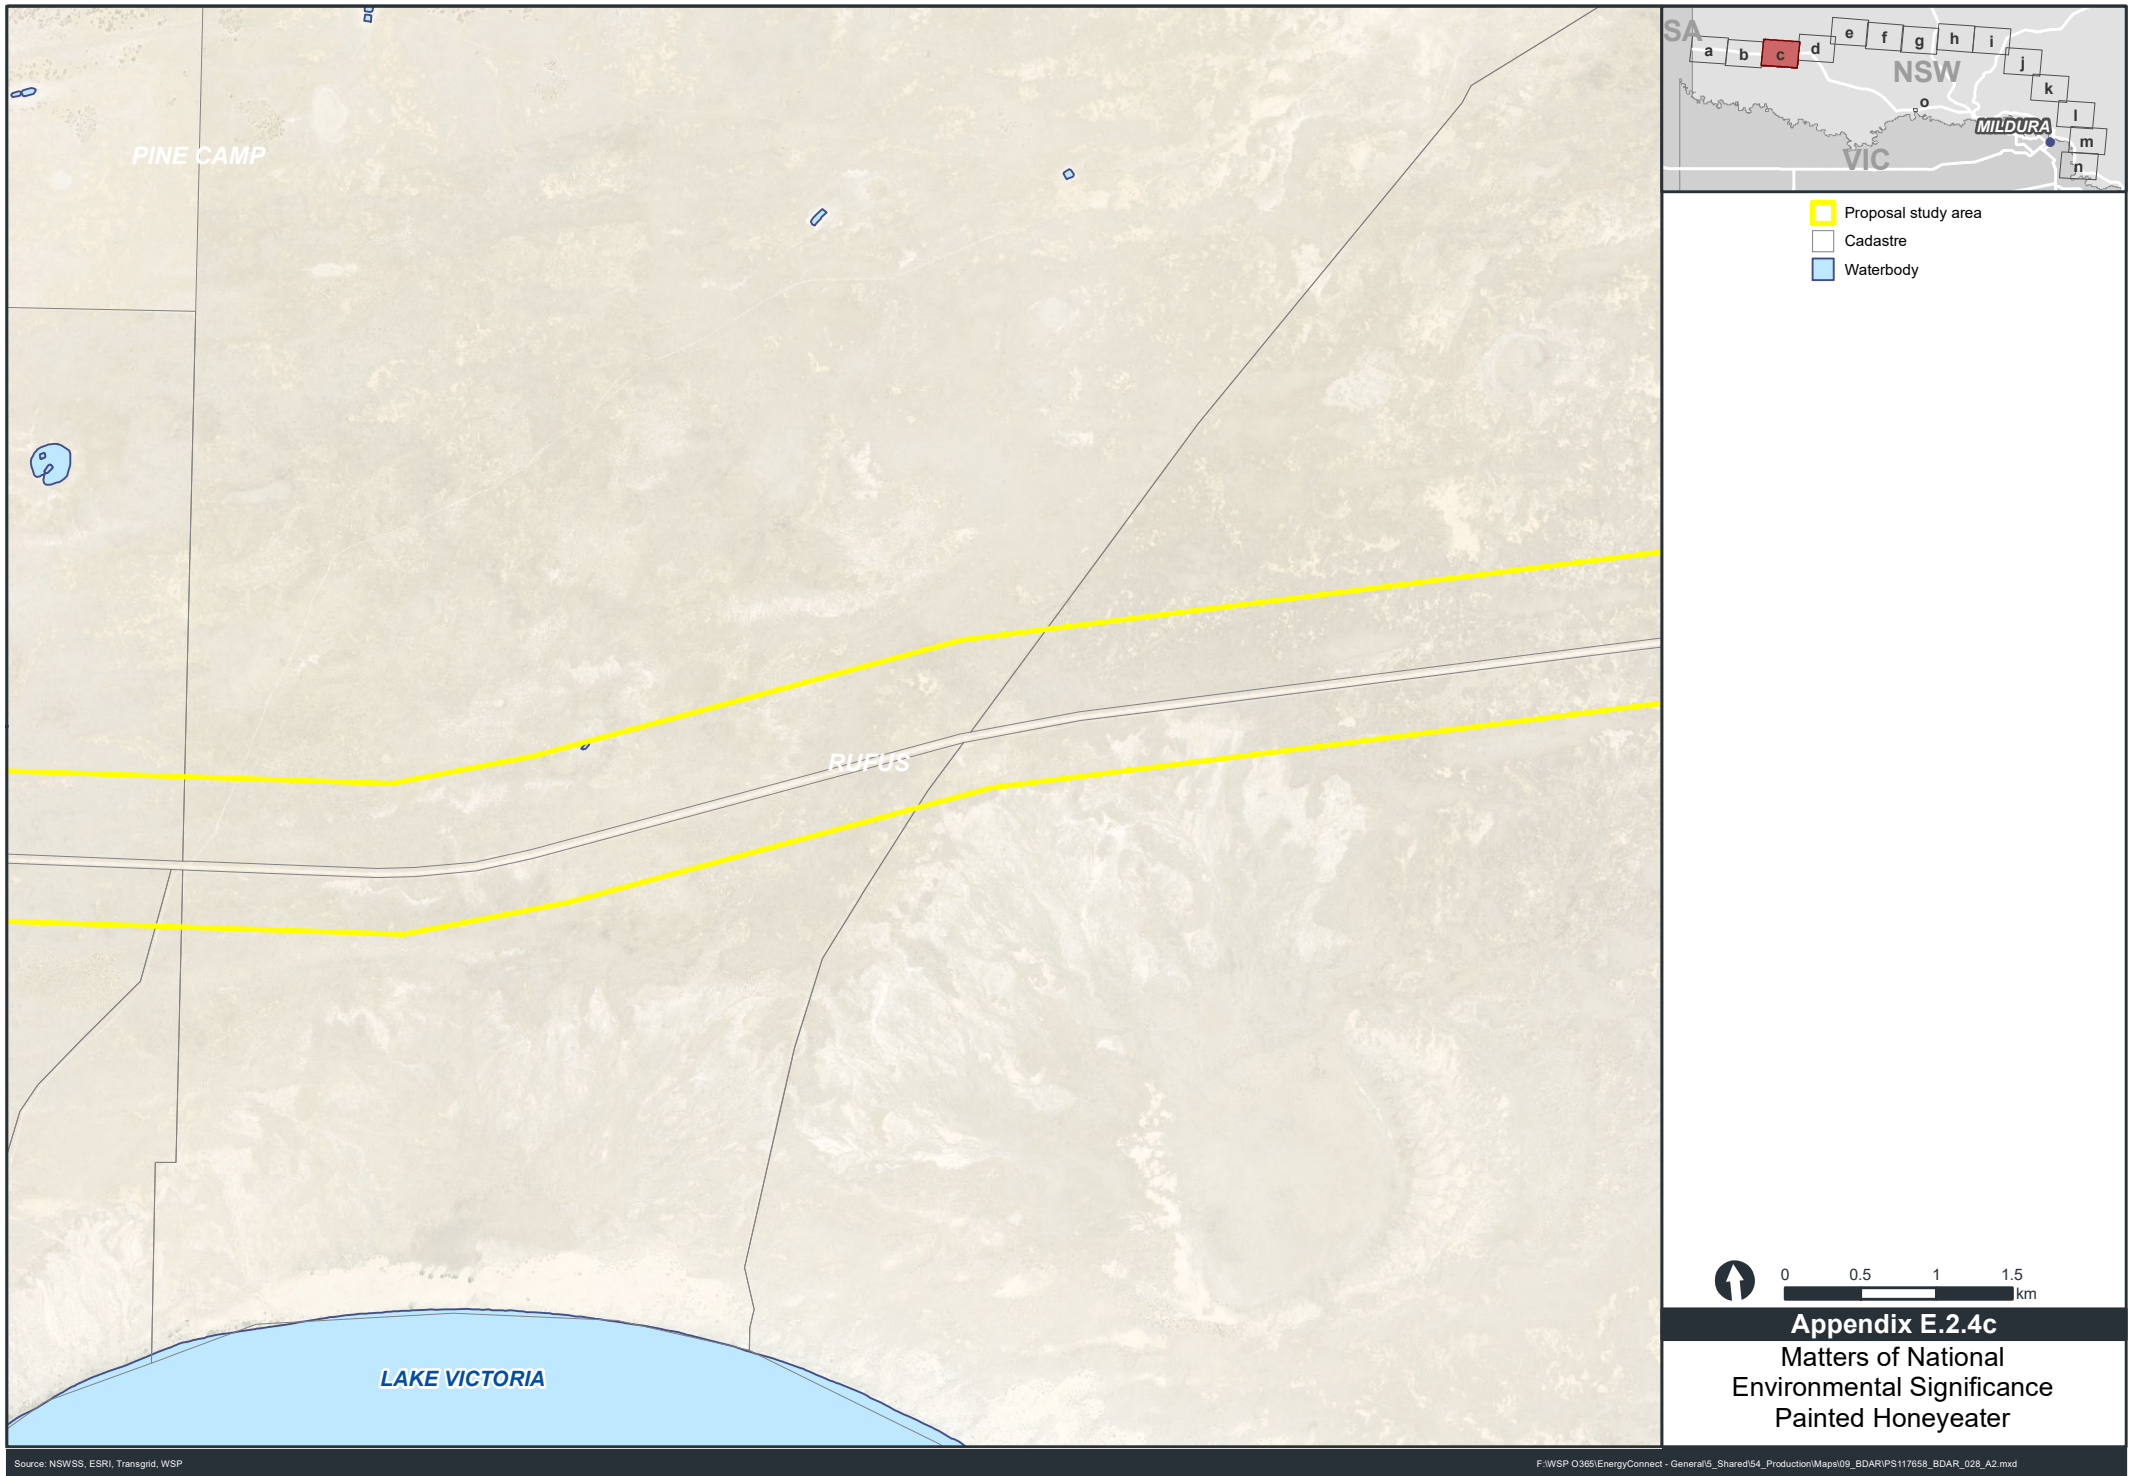 PINE CAMP
RUFUS
LAKE VICTORIA
SA
a
b
c
d
e
f
g
h
i
j
k
l
m
n
o
NSW
MILDURA
VIC
Proposal study area
Cadastre
Waterbody
0 0.5 1 1.5
km
Appendix E.2.4c
Matters of National
Environmental Significance
Painted Honeyeater
Source: NSWSS, ESRI, Transgrid, WSP
F:\WSP O365\EnergyConnect - General\5_Shared\54_Production\Maps\09_BDAR\PS117658_BDAR_028_A2.mxd